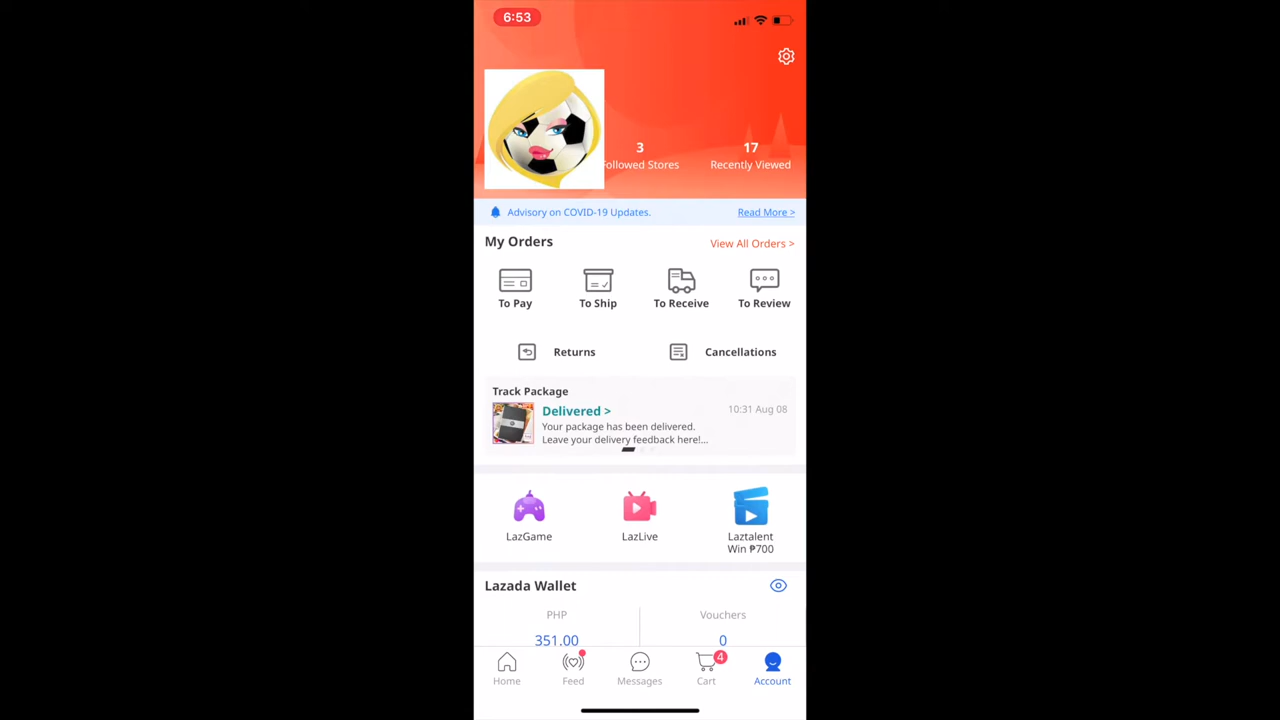 6:53
3
17
Followed Stores
Recently Viewed
Advisory on COVID-19 Updates.
Read More >
My Orders
View All Orders >
To Pay
To Ship
To Receive
To Review
Returns
Cancellations
Track Package
Delivered >
10:31 Aug 08
Your package has been delivered.
Leave your delivery feedback here!...
LazGame
LazLive
Laztalent
Win ₱700
Lazada Wallet
PHP
Vouchers
351.00
0
4
Home
Feed
Messages
Cart
Account